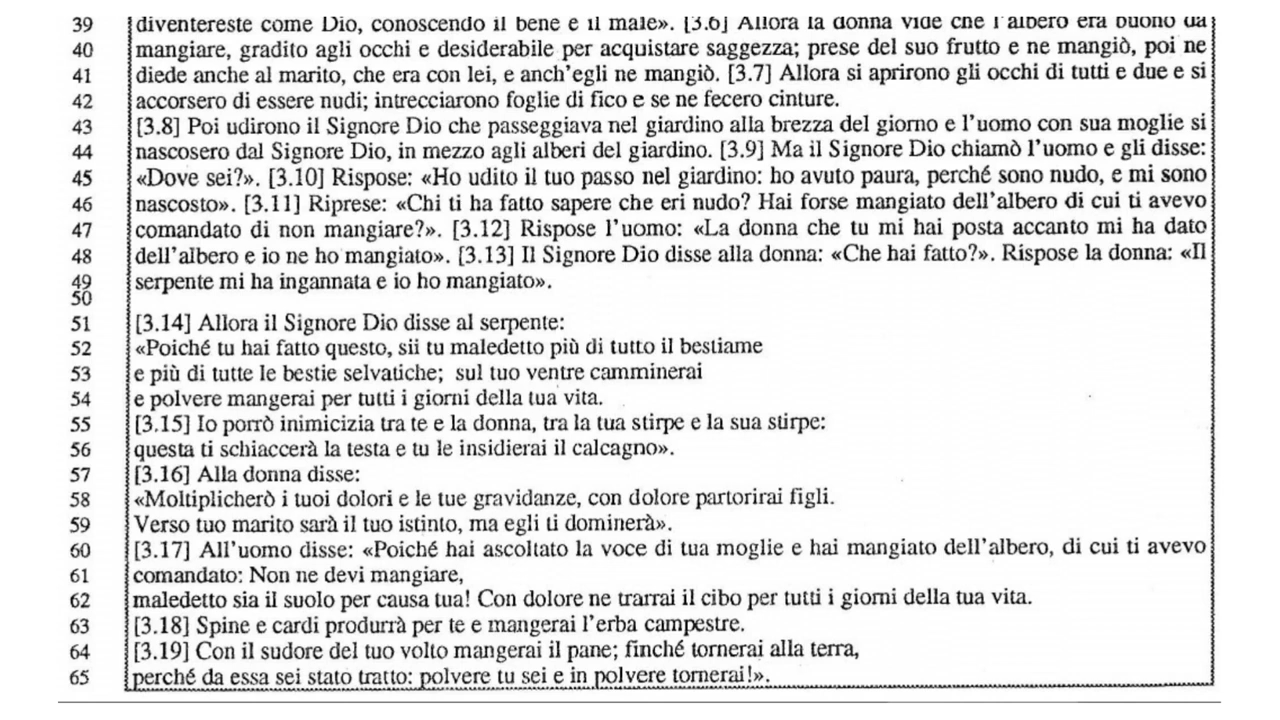 39 diventereste come Dio, conoscendo il bene e il male». [3.6] Allora la donna vide che l'albero era buono da
40 mangiare, gradito agli occhi e desiderabile per acquistare saggezza; prese del suo frutto e ne mangiò, poi ne
41 diede anche al marito, che era con lei, e anch'egli ne mangiò. [3.7] Allora si aprirono gli occhi di tutti e due e si
42 accorsero di essere nudi; intrecciarono foglie di fico e se ne fecero cinture.
43 [3.8] Poi udirono il Signore Dio che passeggiava nel giardino alla brezza del giorno e l'uomo con sua moglie si
44 nascosero dal Signore Dio, in mezzo agli alberi del giardino. [3.9] Ma il Signore Dio chiamò l'uomo e gli disse:
45 «Dove sei?». [3.10] Rispose: «Ho udito il tuo passo nel giardino: ho avuto paura, perché sono nudo, e mi sono
46 nascosto». [3.11] Riprese: «Chi ti ha fatto sapere che eri nudo? Hai forse mangiato dell'albero di cui ti avevo
47 comandato di non mangiare?». [3.12] Rispose l'uomo: «La donna che tu mi hai posta accanto mi ha dato
48 dell'albero e io ne ho mangiato». [3.13] Il Signore Dio disse alla donna: «Che hai fatto?». Rispose la donna: «Il
49 serpente mi ha ingannata e io ho mangiato».
50
51 [3.14] Allora il Signore Dio disse al serpente:
52 «Poiché tu hai fatto questo, sii tu maledetto più di tutto il bestiame
53 e più di tutte le bestie selvatiche; sul tuo ventre camminerai
54 e polvere mangerai per tutti i giorni della tua vita.
55 [3.15] Io porrò inimicizia tra te e la donna, tra la tua stirpe e la sua stirpe:
56 questa ti schiaccerà la testa e tu le insidierai il calcagno».
57 [3.16] Alla donna disse:
58 «Moltiplicherò i tuoi dolori e le tue gravidanze, con dolore partorirai figli.
59 Verso tuo marito sarà il tuo istinto, ma egli ti dominerà».
60 [3.17] All'uomo disse: «Poiché hai ascoltato la voce di tua moglie e hai mangiato dell'albero, di cui ti avevo
61 comandato: Non ne devi mangiare,
62 maledetto sia il suolo per causa tua! Con dolore ne trarrai il cibo per tutti i giorni della tua vita.
63 [3.18] Spine e cardi produrrà per te e mangerai l'erba campestre.
64 [3.19] Con il sudore del tuo volto mangerai il pane; finché tornerai alla terra,
65 perché da essa sei stato tratto: polvere tu sei e in polvere tornerai!».